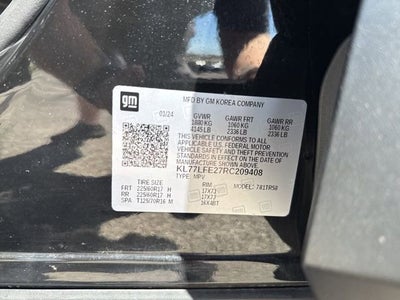 gm
MFD BY GM KOREA COMPANY
01/24 GVWR GAWR FRT GAWR RR
1880 KG 1060 KG 1060 KG
4145 LB 2336 LB 2336 LB
THIS VEHICLE CONFORMS TO ALL
APPLICABLE U.S. FEDERAL MOTOR
VEHICLE SAFETY AND THEFT PREVENTION
STANDARDS IN EFFECT ON THE DATE OF
MANUFACTURE SHOWN ABOVE.
KL77LFE27RC209408
TYPE: MPV
TIRE SIZE RIM MODEL:
FRT 225/60R17 H 17X7J
RR 225/60R17 H 17X7J
SPA T125/70R16 M 16X4BT